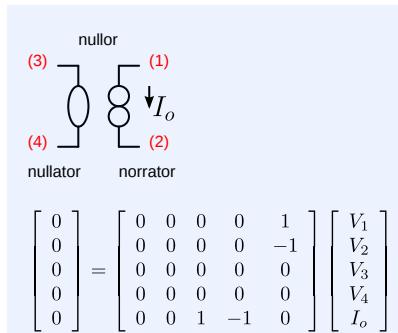 nullor
(3) (1)
I_o
(4) (2)
nullator norrator
[0] [0 0 0 0 1] [V_1]
[0] [0 0 0 0 −1] [V_2]
[0] = [0 0 0 0 0] [V_3]
[0] [0 0 0 0 0] [V_4]
[0] [0 0 1 −1 0] [I_o]